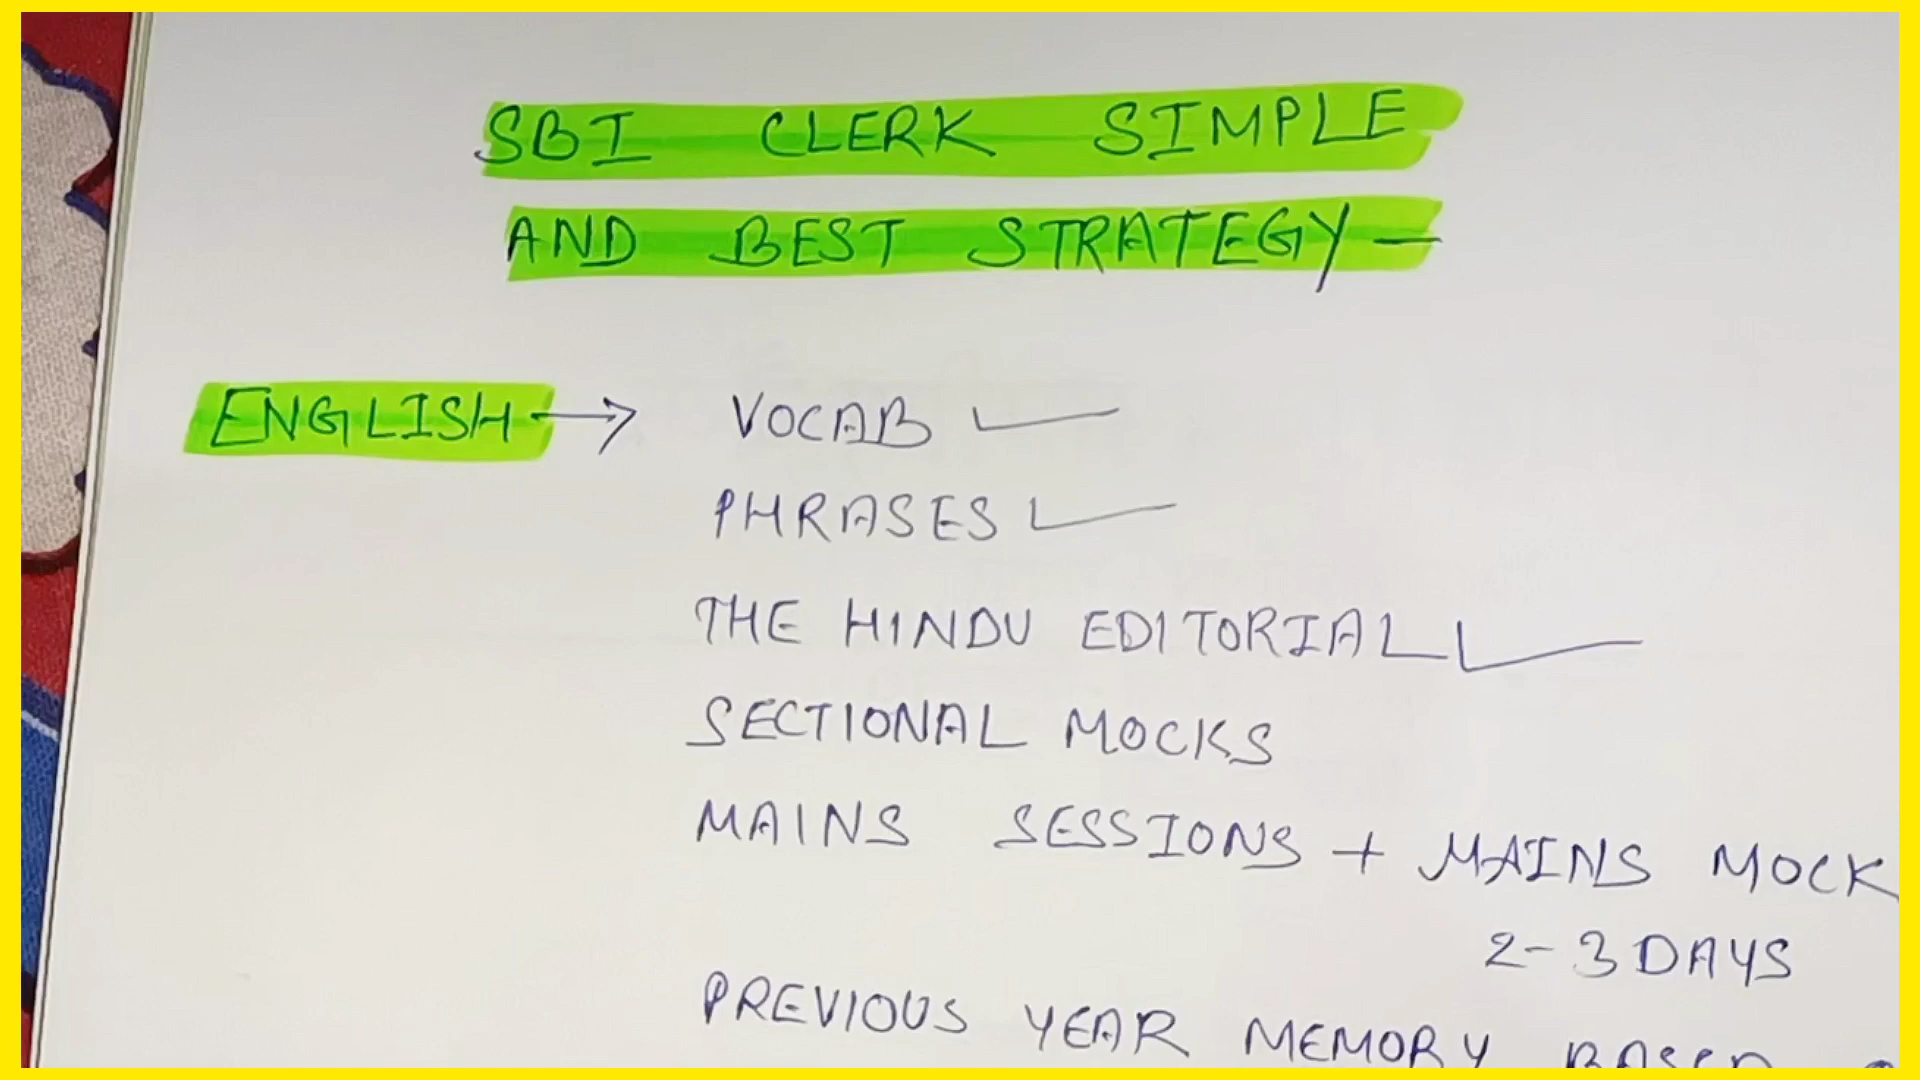 SBI CLERK SIMPLE
AND BEST STRATEGY —
ENGLISH → VOCAB
PHRASES
THE HINDU EDITORIAL
SECTIONAL MOCKS
MAINS SESSIONS + MAINS MOCK
2-3 DAYS
PREVIOUS YEAR MEMORY BASED